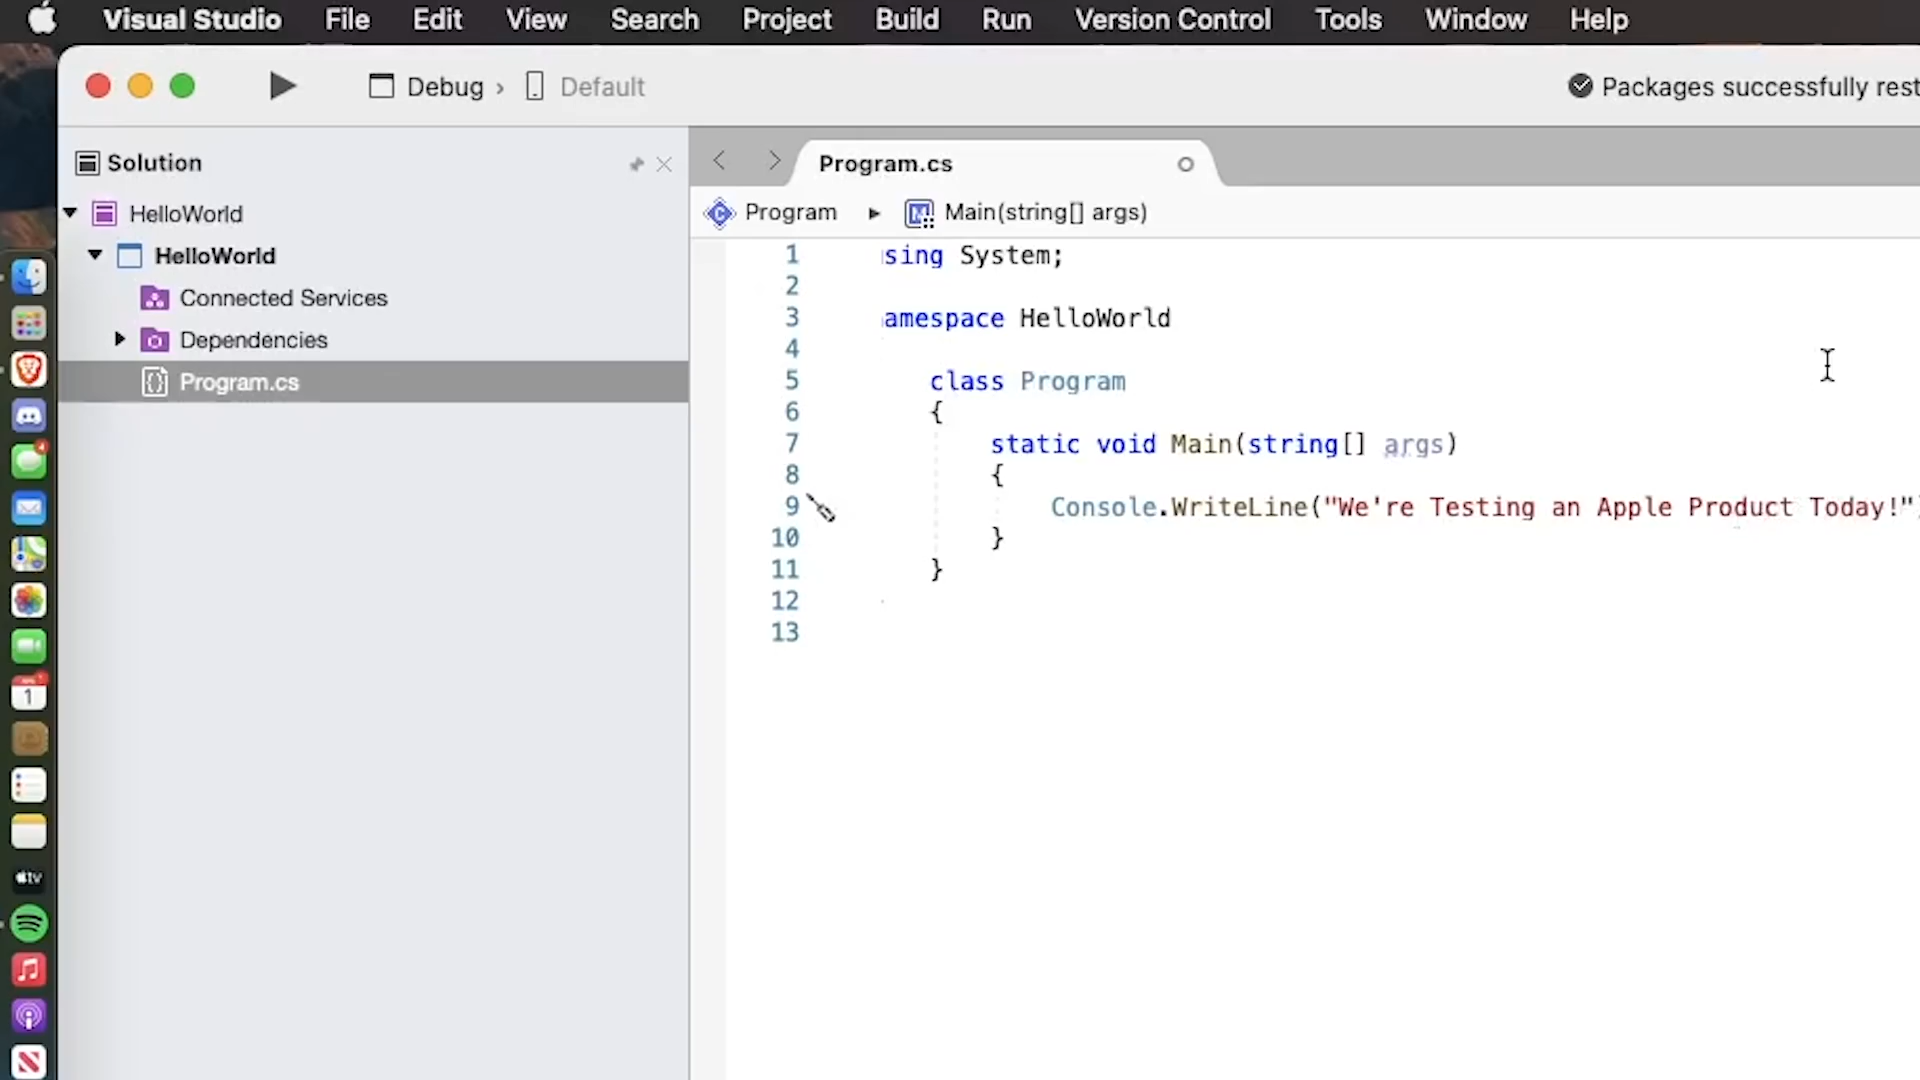 Visual Studio File Edit View Search Project Build Run Version Control Tools Window Help
Debug › Default
Packages successfully rest
Solution
Program.cs
HelloWorld
Program ▸ Main(string[] args)
HelloWorld
Connected Services
Dependencies
Program.cs
1 sing System;
2
3 amespace HelloWorld
4
5 class Program
6 {
7 static void Main(string[] args)
8 {
9 Console.WriteLine("We're Testing an Apple Product Today!"
10 }
11 }
12
13
4
1
tv